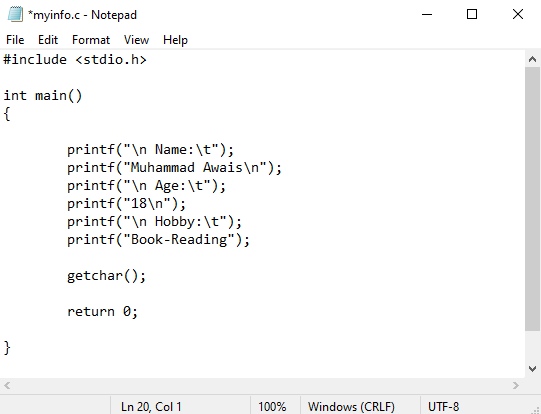 *myinfo.c - Notepad
File Edit Format View Help
#include <stdio.h>
int main()
{
printf("\n Name:\t");
printf("Muhammad Awais\n");
printf("\n Age:\t");
printf("18\n");
printf("\n Hobby:\t");
printf("Book-Reading");
getchar();
return 0;
}
Ln 20, Col 1 100% Windows (CRLF) UTF-8